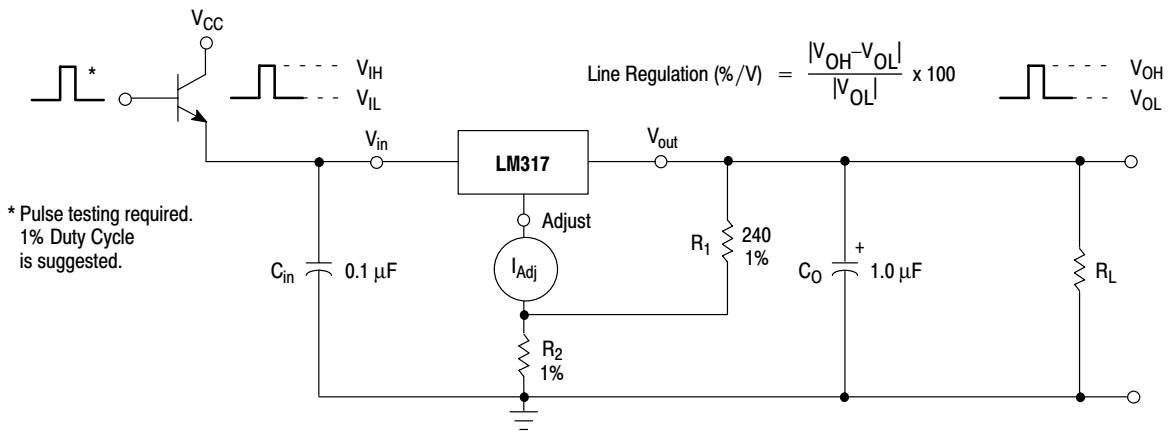 V_CC
*
V_IH
V_IL
Line Regulation (%/V) = |V_OH–V_OL| / |V_OL| x 100
V_OH
V_OL
V_in
LM317
V_out
Adjust
* Pulse testing required.
1% Duty Cycle
is suggested.
C_in
0.1 μF
I_Adj
R_1
240
1%
C_O
+
1.0 μF
R_L
R_2
1%